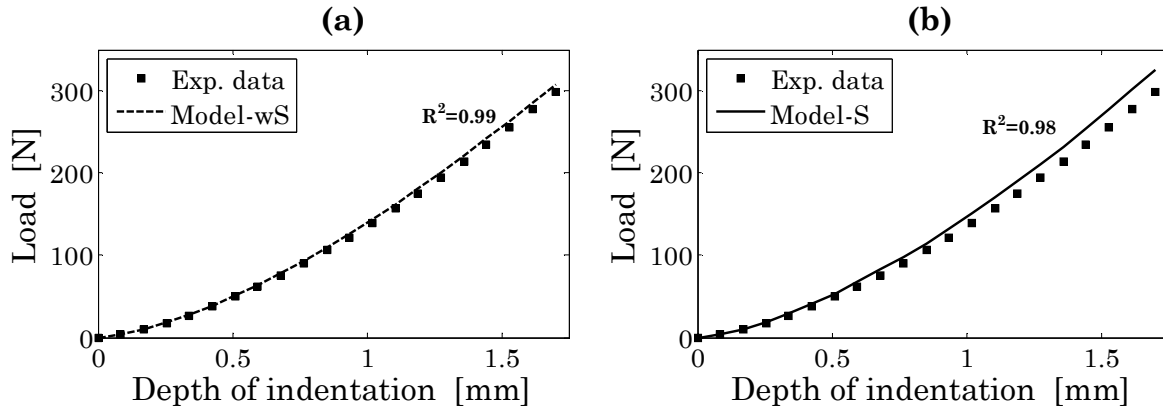 (a)
Exp. data
Model-wS
R²=0.99
300
200
100
0
Load [N]
0 0.5 1 1.5
Depth of indentation [mm]
(b)
Exp. data
Model-S
R²=0.98
300
200
100
0
Load [N]
0 0.5 1 1.5
Depth of indentation [mm]